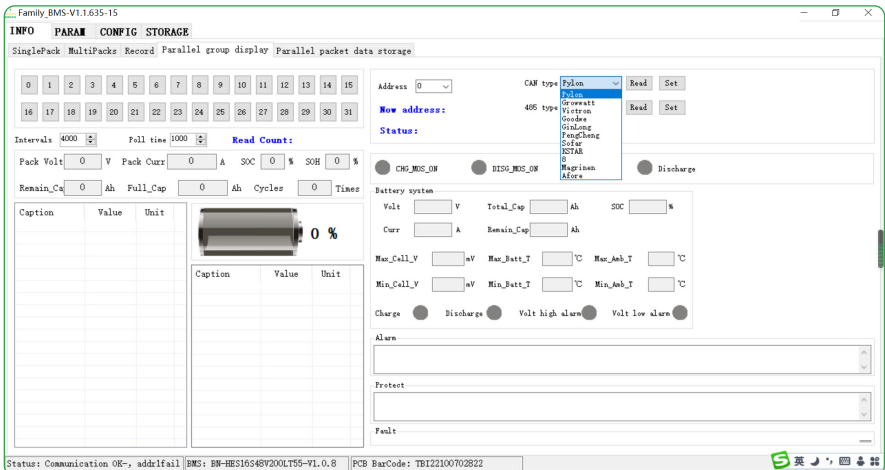 Family_BMS-V1.1.635-15
INFO PARAM CONFIG STORAGE
SinglePack MultiPacks Record Parallel group display Parallel packet data storage
0 1 2 3 4 5 6 7 8 9 10 11 12 13 14 15
16 17 18 19 20 21 22 23 24 25 26 27 28 29 30 31
Intervals 4000 Poll time 1000 Read Count:
Pack Volt 0 V Pack Curr 0 A SOC 0 % SOH 0 %
Remain_Ca 0 Ah Full_Cap 0 Ah Cycles 0 Times
Caption Value Unit
0 %
Caption Value Unit
Address 0 CAN type Pylon Read Set
Now address: 485 type Read Set
Status:
Pylon
Growatt
Victron
Goodwe
GinLong
PengCheng
Sofar
KSTAR
8
Magrinen
Afore
CHG_MOS_ON DISG_MOS_ON Discharge
Battery system
Volt V Total_Cap Ah SOC %
Curr A Remain_Cap Ah
Max_Cell_V mV Max_Batt_T ℃ Max_Amb_T ℃
Min_Cell_V mV Min_Batt_T ℃ Min_Amb_T ℃
Charge Discharge Volt high alarm Volt low alarm
Alarm
Protect
Fault
Status: Communication OK-, addr1fail BMS: BN-HES16S48V200LT55-V1.0.8 PCB BarCode: TBI22100702822
英